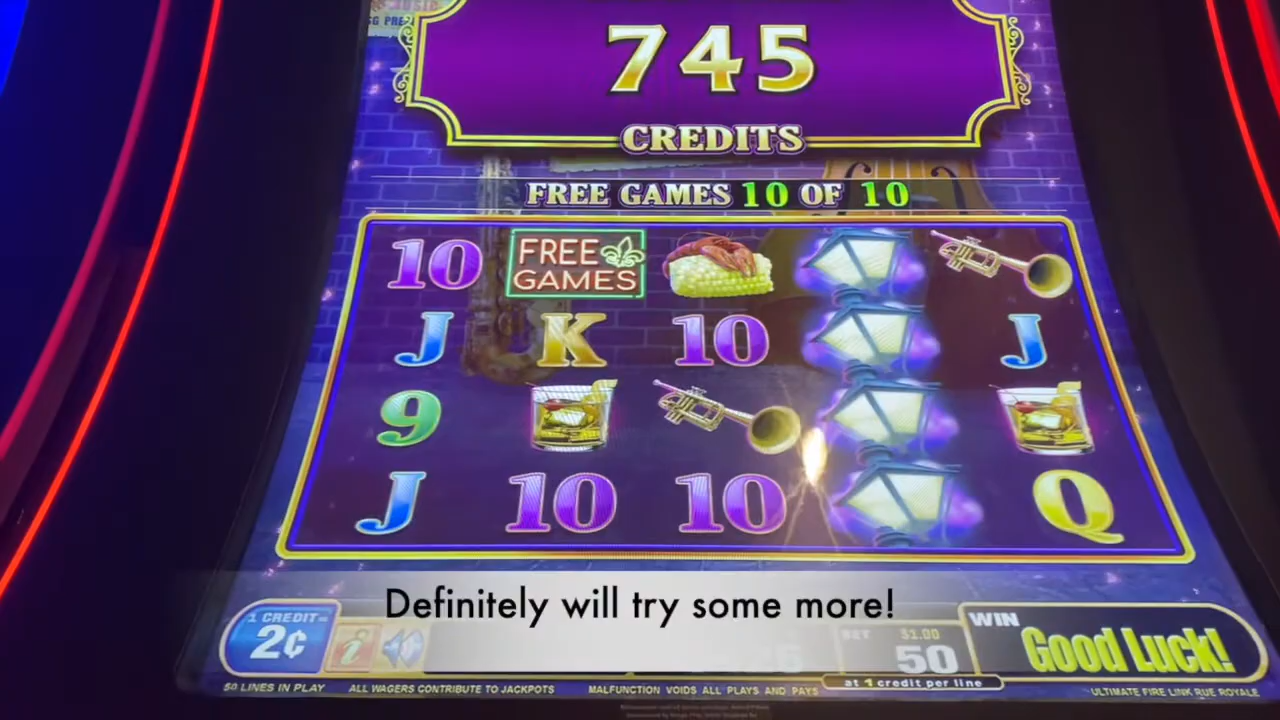 745
CREDITS
FREE GAMES 10 OF 10
10 FREE GAMES
J K 10 J
9
J 10 10 Q
Definitely will try some more!
1 CREDIT=
2¢
i
BET $1.00
50
at 1 credit per line
WIN
Good Luck!
50 LINES IN PLAY ALL WAGERS CONTRIBUTE TO JACKPOTS MALFUNCTION VOIDS ALL PLAYS AND PAYS ULTIMATE FIRE LINK RUE ROYALE